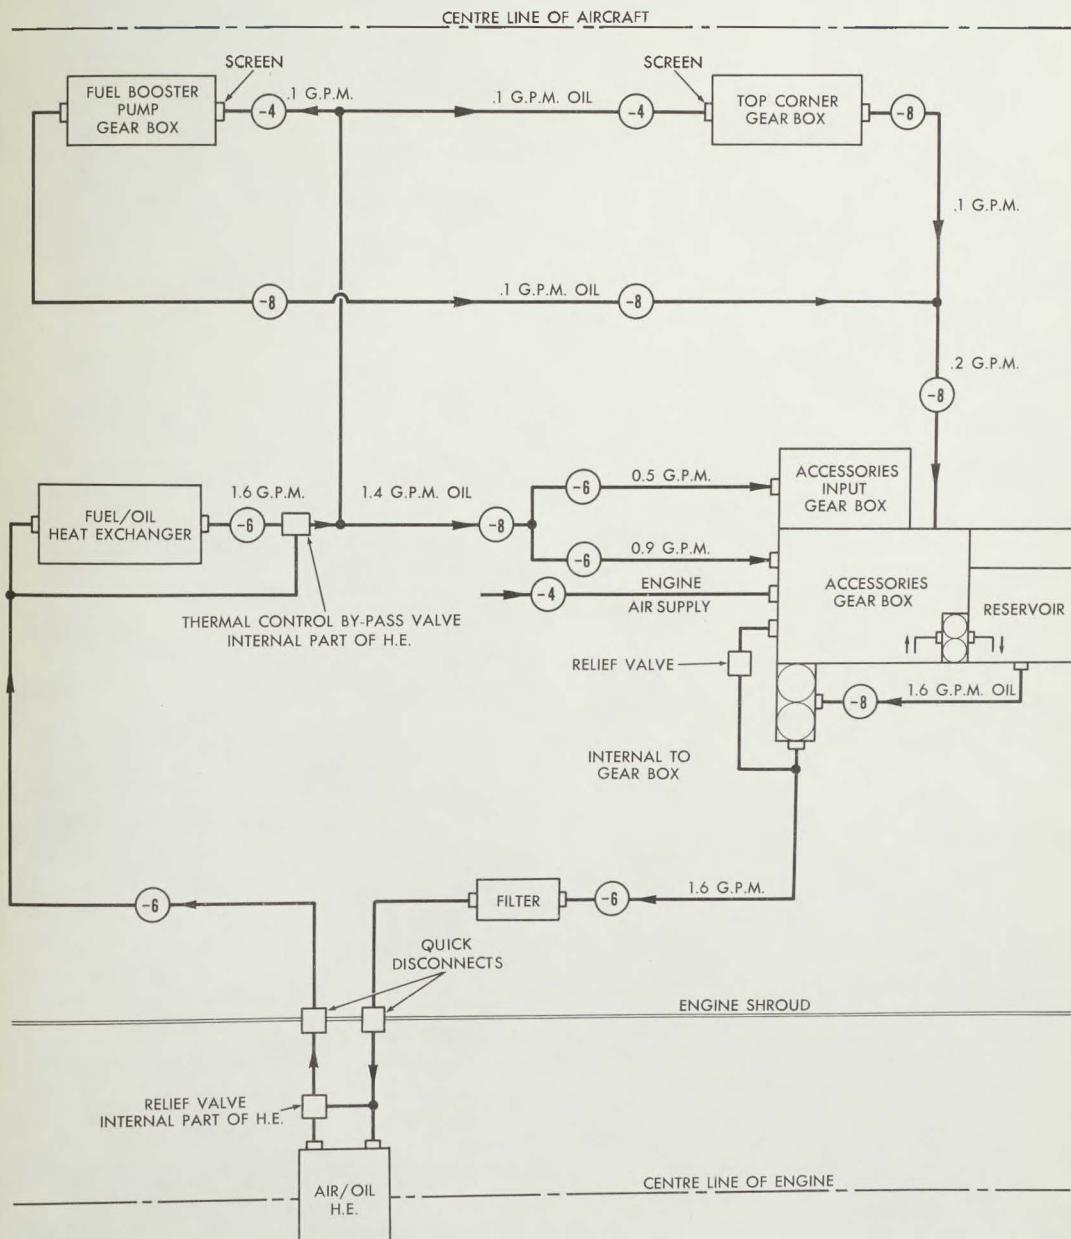 CENTRE LINE OF AIRCRAFT
SCREEN
SCREEN
FUEL BOOSTER
PUMP
GEAR BOX
-4
.1 G.P.M.
.1 G.P.M. OIL
-4
TOP CORNER
GEAR BOX
-8
.1 G.P.M.
-8
.1 G.P.M. OIL
-8
.2 G.P.M.
-8
FUEL/OIL
HEAT EXCHANGER
1.6 G.P.M.
-6
1.4 G.P.M. OIL
-8
-6
0.5 G.P.M.
-6
0.9 G.P.M.
ACCESSORIES
INPUT
GEAR BOX
-4
ENGINE
AIR SUPPLY
ACCESSORIES
GEAR BOX
RESERVOIR
THERMAL CONTROL BY-PASS VALVE
INTERNAL PART OF H.E.
RELIEF VALVE
-8
1.6 G.P.M. OIL
INTERNAL TO
GEAR BOX
-6
FILTER
-6
1.6 G.P.M.
QUICK
DISCONNECTS
ENGINE SHROUD
RELIEF VALVE
INTERNAL PART OF H.E.
AIR/OIL
H.E.
CENTRE LINE OF ENGINE